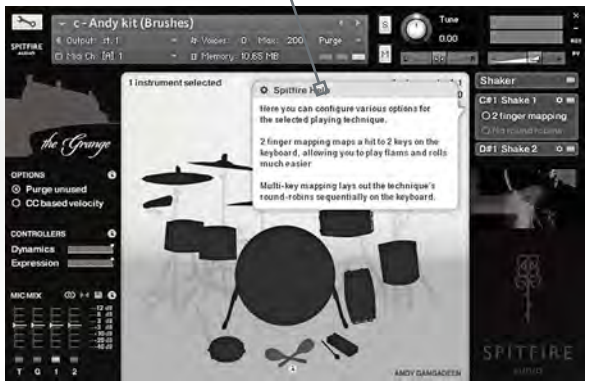 c - Andy kit (Brushes)
Output: st. 1
Voices: 0 Max: 200 Purge
Midi Ch: [A] 1
Memory: 10.65 MB
S
M
Tune
0.00
SPITFIRE
AUDIO
the Grange
OPTIONS
Purge unused
CC based velocity
CONTROLLERS
Dynamics
Expression
MIC MIX
T O 1 2
1 instrument selected
Spitfire
Here you can configure various options for
the selected playing technique.
2 finger mapping maps a hit to 2 keys on the
keyboard, allowing you to play flams and rolls
much easier
Multi-key mapping lays out the technique's
round-robins sequentially on the keyboard.
ANDY GANGADEEN
Shaker
C#1 Shake 1
2 finger mapping
D#1 Shake 2
SPITFIRE
AUDIO